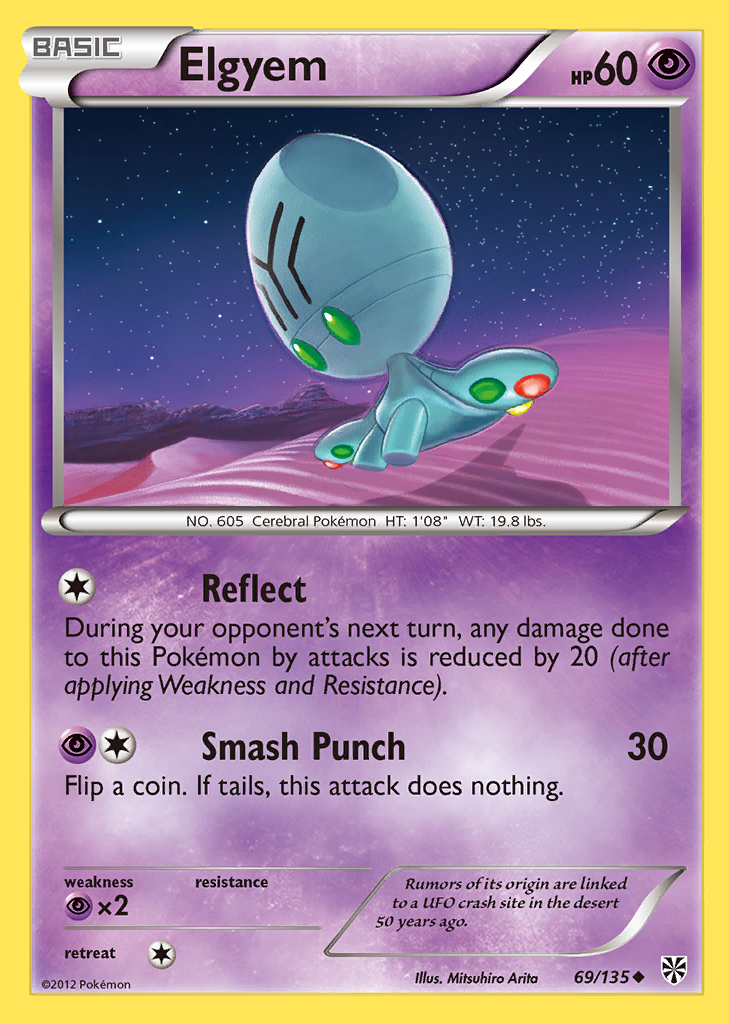 BASIC
Elgyem
HP60
NO. 605 Cerebral Pokémon HT: 1'08" WT: 19.8 lbs.
Reflect
During your opponent's next turn, any damage done
to this Pokémon by attacks is reduced by 20 (after
applying Weakness and Resistance).
Smash Punch 30
Flip a coin. If tails, this attack does nothing.
weakness resistance
×2
retreat
Rumors of its origin are linked
to a UFO crash site in the desert
50 years ago.
©2012 Pokémon
Illus. Mitsuhiro Arita 69/135